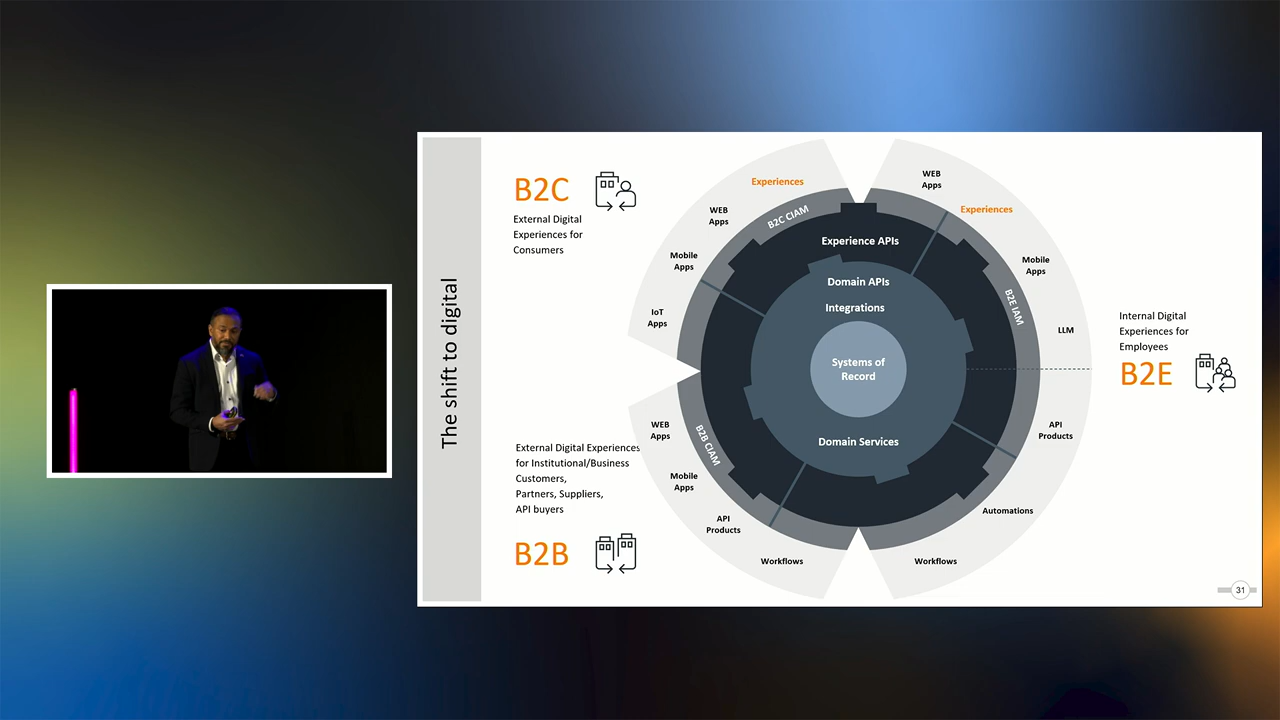 The shift to digital
B2C
External Digital
Experiences for
Consumers
External Digital Experiences
for Institutional/Business
Customers,
Partners, Suppliers,
API buyers
B2B
Experiences
WEB
Apps
Mobile
Apps
IoT
Apps
B2C CIAM
WEB
Apps
Mobile
Apps
API
Products
Workflows
B2B CIAM
Experience APIs
Domain APIs
Integrations
Systems of
Record
Domain Services
WEB
Apps
Experiences
Mobile
Apps
B2E IAM
LLM
API
Products
Automations
Workflows
Internal Digital
Experiences for
Employees
B2E
31